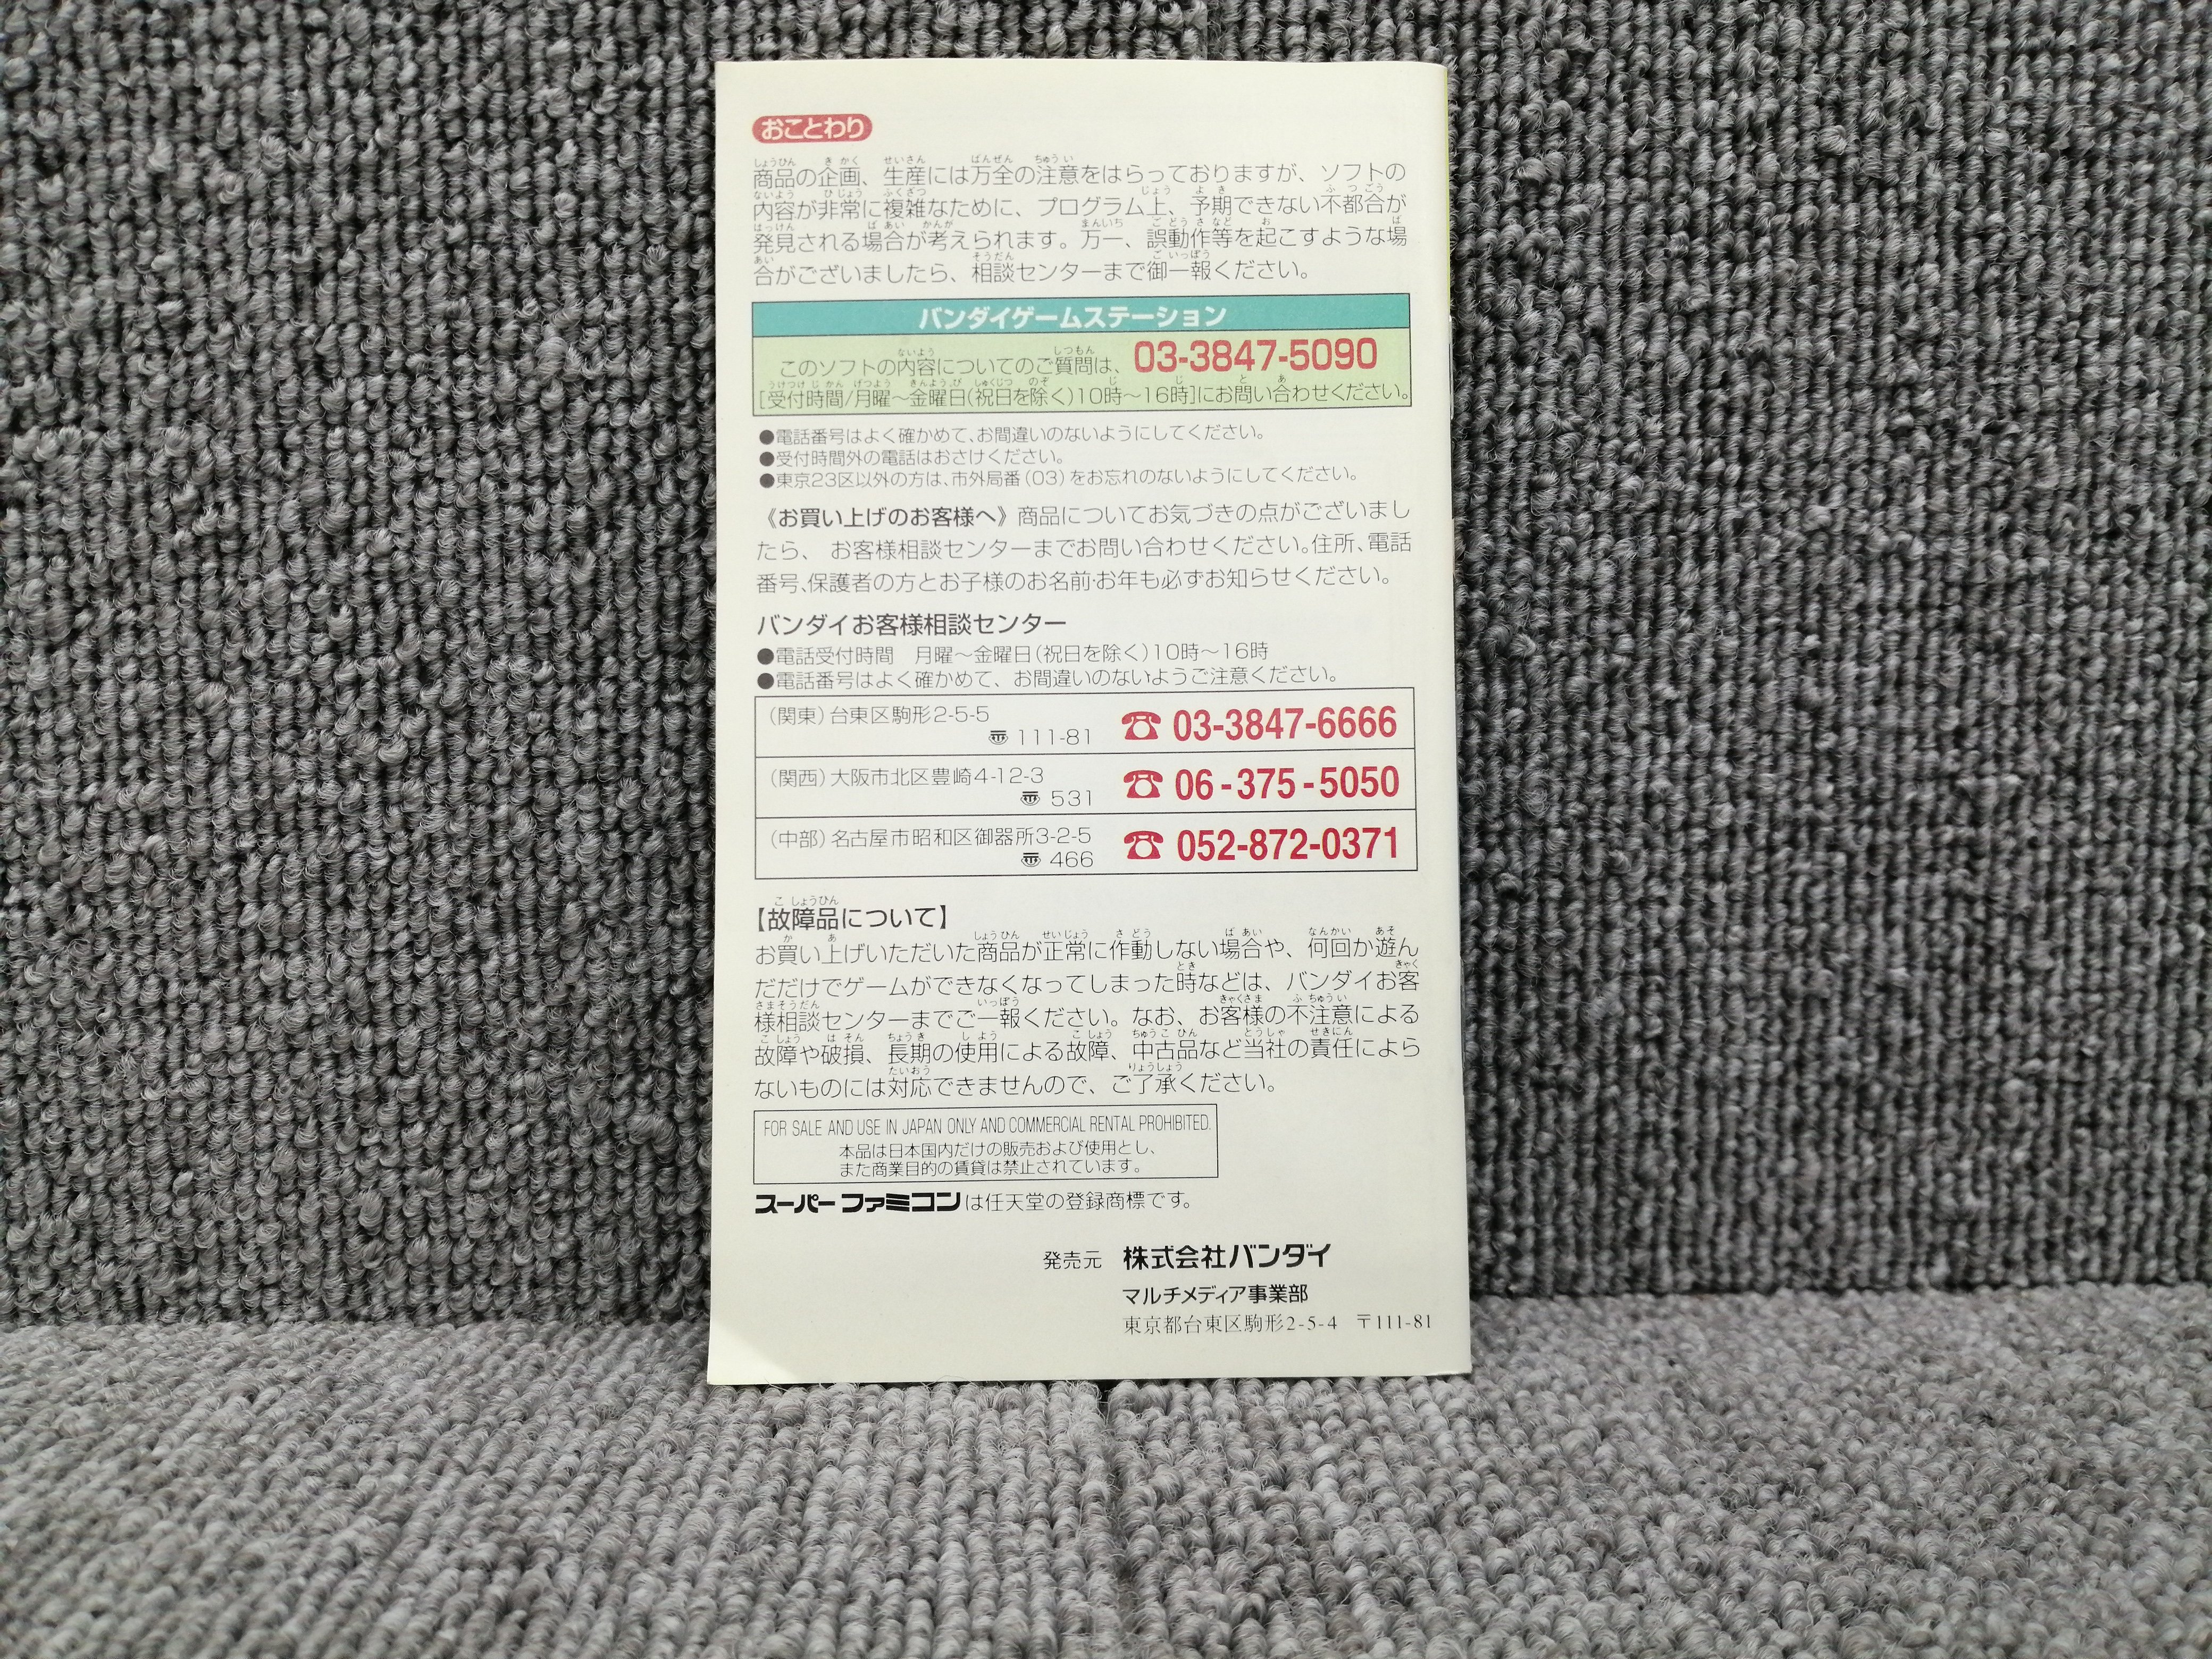 おことわり
商品の企画、生産には万全の注意をはらっておりますが、ソフトの
内容が非常に複雑なために、プログラム上、予期できない不都合が
発見される場合が考えられます。万一、誤動作等を起こすような場
合がございましたら、相談センターまで御一報ください。
バンダイゲームステーション
このソフトの内容についてのご質問は、03-3847-5090
[受付時間/月曜〜金曜日(祝日を除く)10時〜16時]にお問い合わせください。
●電話番号はよく確かめて、お間違いのないようにしてください。
●受付時間外の電話はおさけください。
●東京23区以外の方は、市外局番(03)をお忘れのないようにしてください。
《お買い上げのお客様へ》商品についてお気づきの点がございまし
たら、 お客様相談センターまでお問い合わせください。住所、電話
番号、保護者の方とお子様のお名前・お年も必ずお知らせください。
バンダイお客様相談センター
●電話受付時間 月曜〜金曜日(祝日を除く)10時〜16時
●電話番号はよく確かめて、お間違いのないようご注意ください。
(関東)台東区駒形2-5-5
〠 111-81 ☎ 03-3847-6666
(関西)大阪市北区豊崎4-12-3
〠 531 ☎ 06-375-5050
(中部)名古屋市昭和区御器所3-2-5
〠 466 ☎ 052-872-0371
【故障品について】
お買い上げいただいた商品が正常に作動しない場合や、何回か遊ん
だだけでゲームができなくなってしまった時などは、バンダイお客
様相談センターまでご一報ください。なお、お客様の不注意による
故障や破損、長期の使用による故障、中古品など当社の責任によら
ないものには対応できませんので、ご了承ください。
FOR SALE AND USE IN JAPAN ONLY AND COMMERCIAL RENTAL PROHIBITED.
本品は日本国内だけの販売および使用とし、
また商業目的の賃貸は禁止されています。
スーパーファミコンは任天堂の登録商標です。
発売元 株式会社バンダイ
マルチメディア事業部
東京都台東区駒形2-5-4 〒111-81